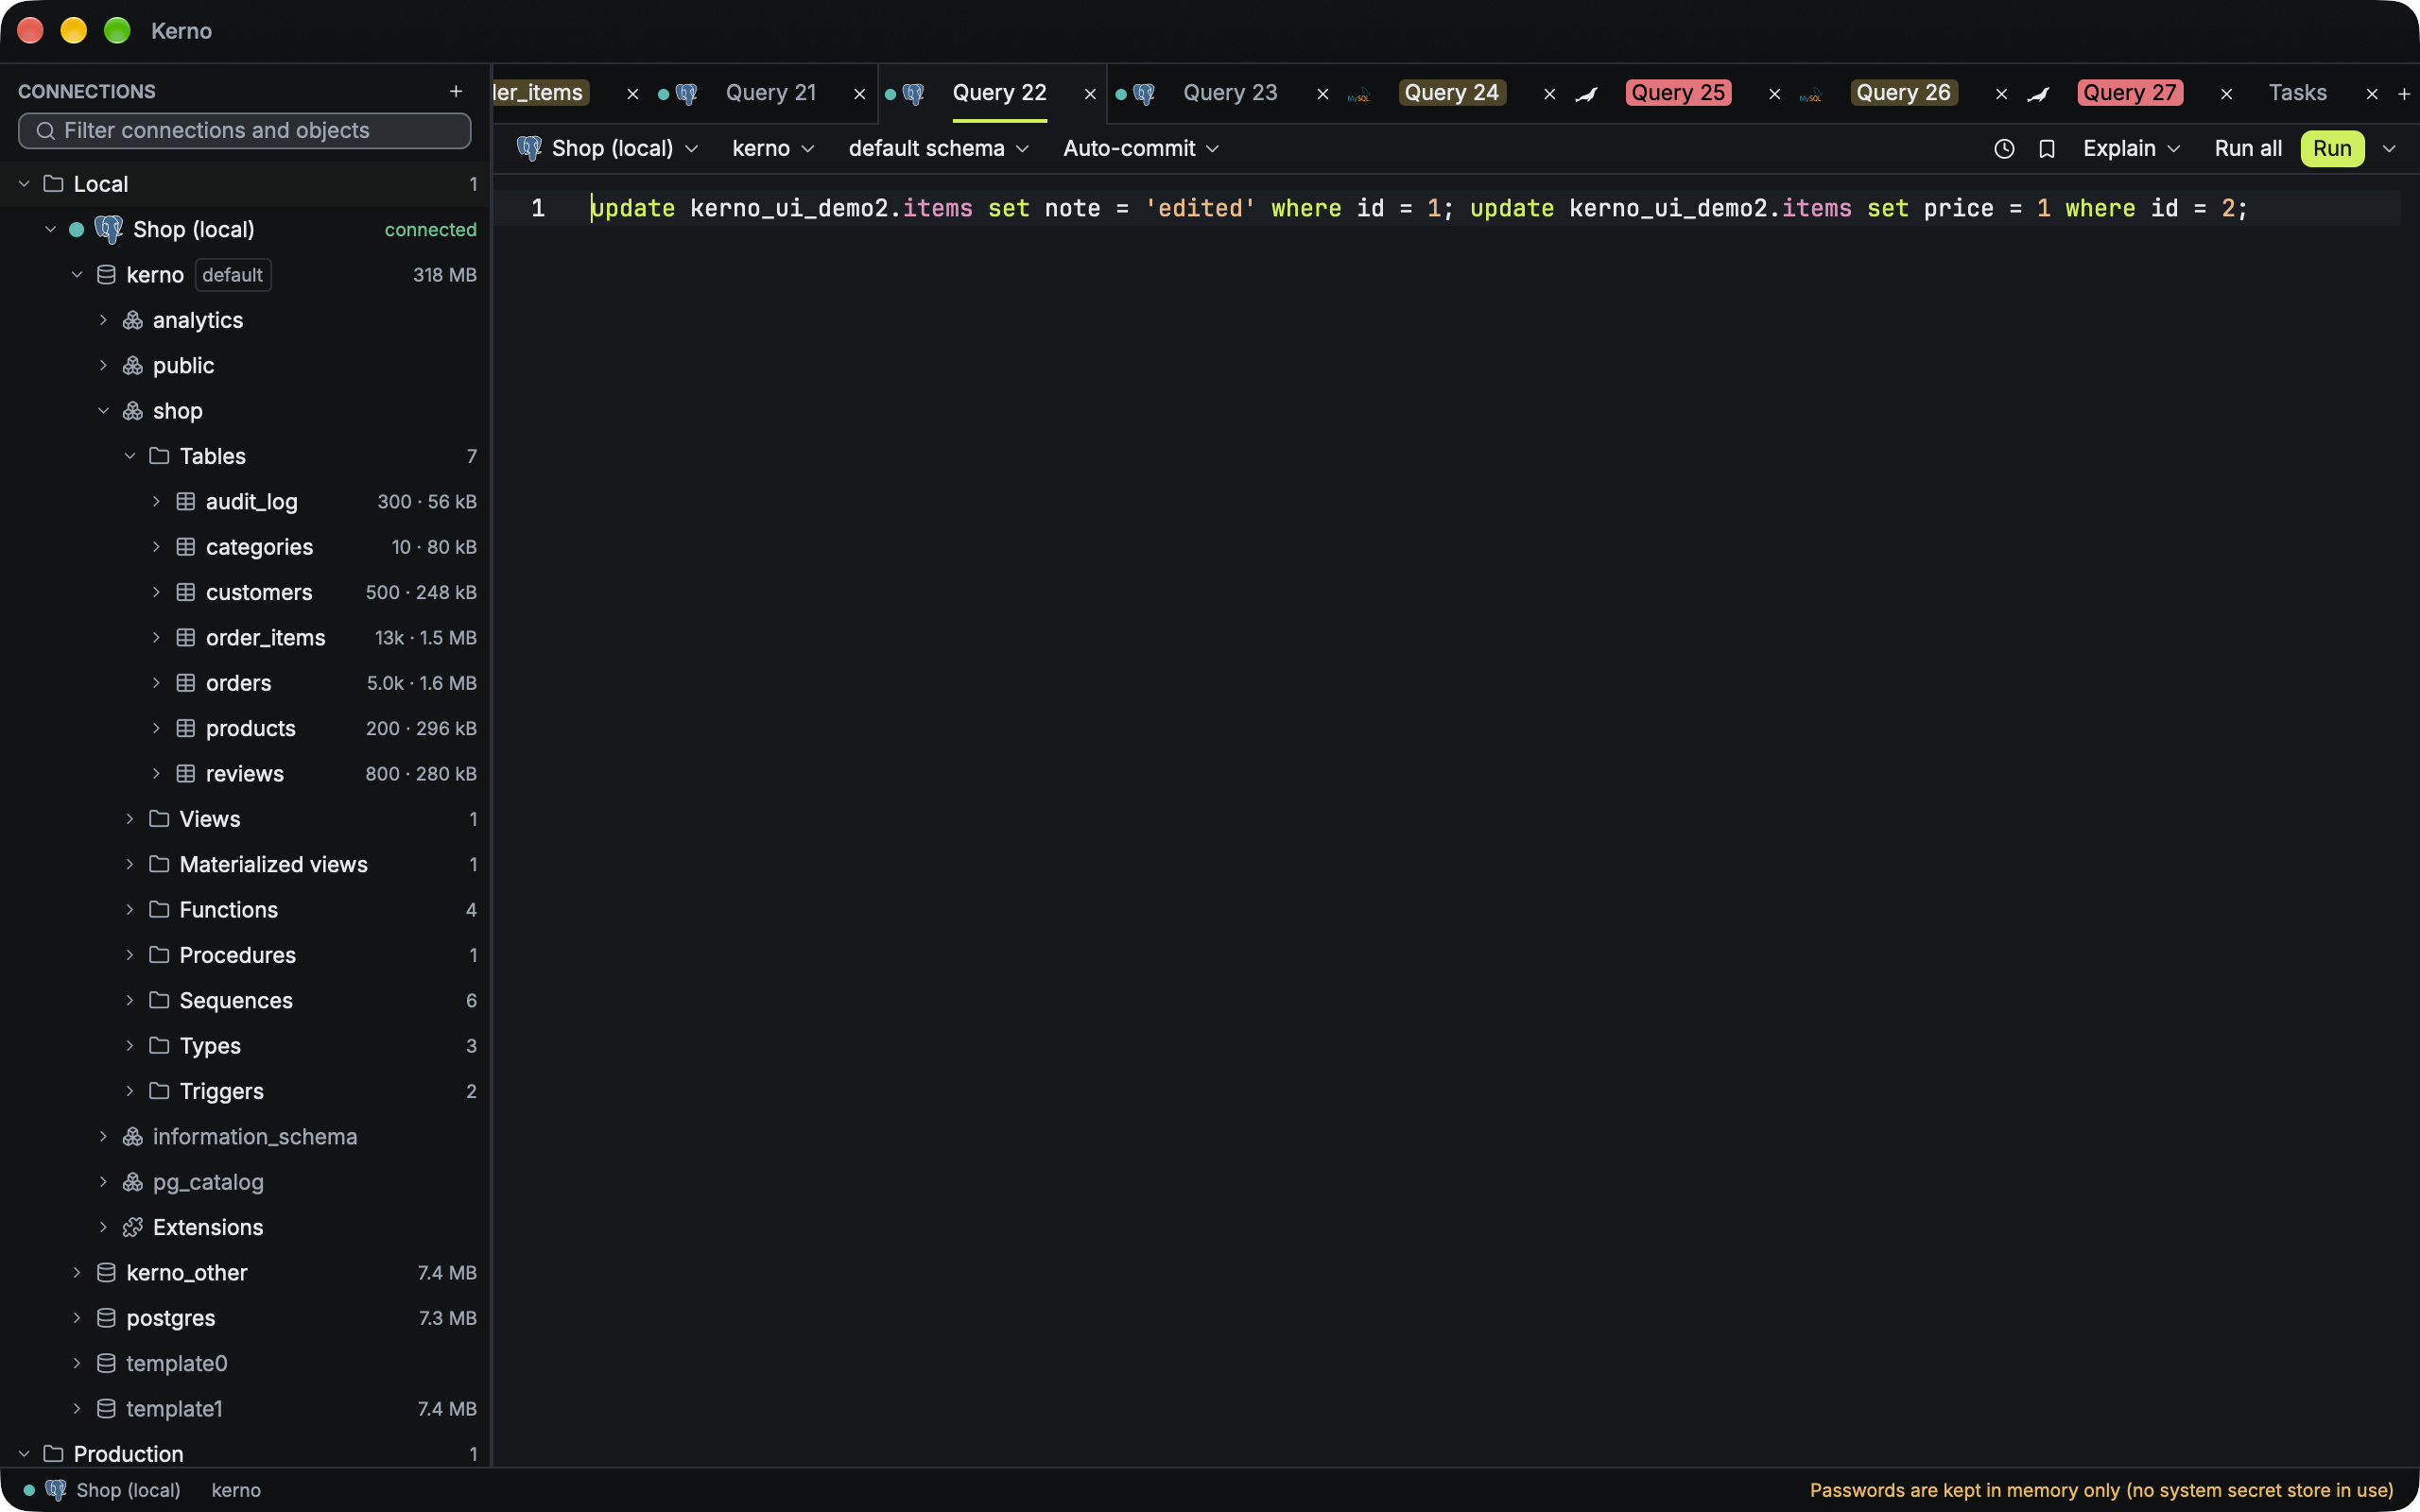 Kerno
CONNECTIONS
Filter connections and objects
Local 1
Shop (local) connected
kerno default 318 MB
analytics
public
shop
Tables 7
audit_log 300 · 56 kB
categories 10 · 80 kB
customers 500 · 248 kB
order_items 13k · 1.5 MB
orders 5.0k · 1.6 MB
products 200 · 296 kB
reviews 800 · 280 kB
Views 1
Materialized views 1
Functions 4
Procedures 1
Sequences 6
Types 3
Triggers 2
information_schema
pg_catalog
Extensions
kerno_other 7.4 MB
postgres 7.3 MB
template0
template1 7.4 MB
Production 1
der_items Query 21 Query 22 Query 23 MySQL Query 24 Query 25 MySQL Query 26 Query 27 Tasks
Shop (local) kerno default schema Auto-commit Explain Run all Run
1 update kerno_ui_demo2.items set note = 'edited' where id = 1; update kerno_ui_demo2.items set price = 1 where id = 2;
Shop (local) kerno Passwords are kept in memory only (no system secret store in use)